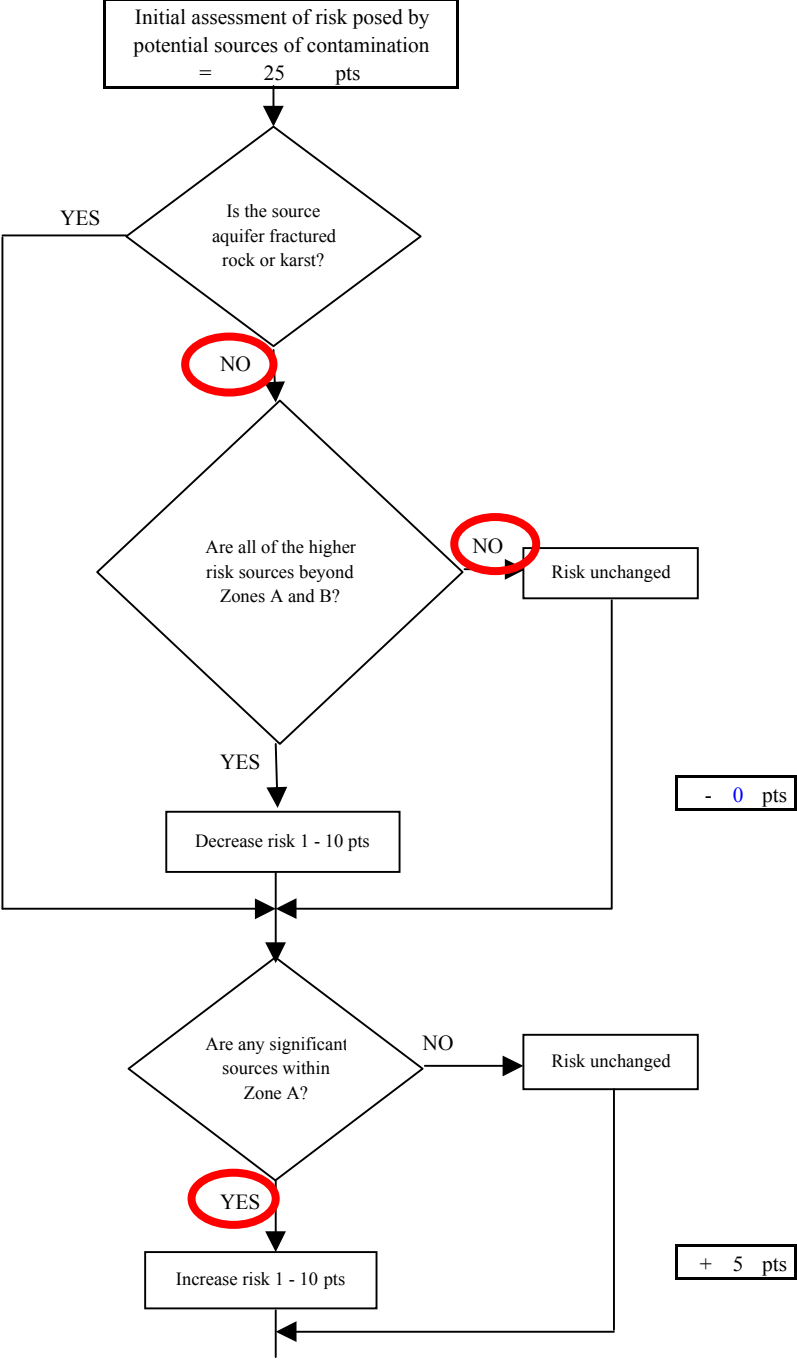 Initial assessment of risk posed by
potential sources of contamination
= 25 pts
YES
Is the source
aquifer fractured
rock or karst?
NO
Are all of the higher
risk sources beyond
Zones A and B?
NO
Risk unchanged
YES
- 0 pts
Decrease risk 1 - 10 pts
Are any significant
sources within
Zone A?
NO
Risk unchanged
YES
+ 5 pts
Increase risk 1 - 10 pts